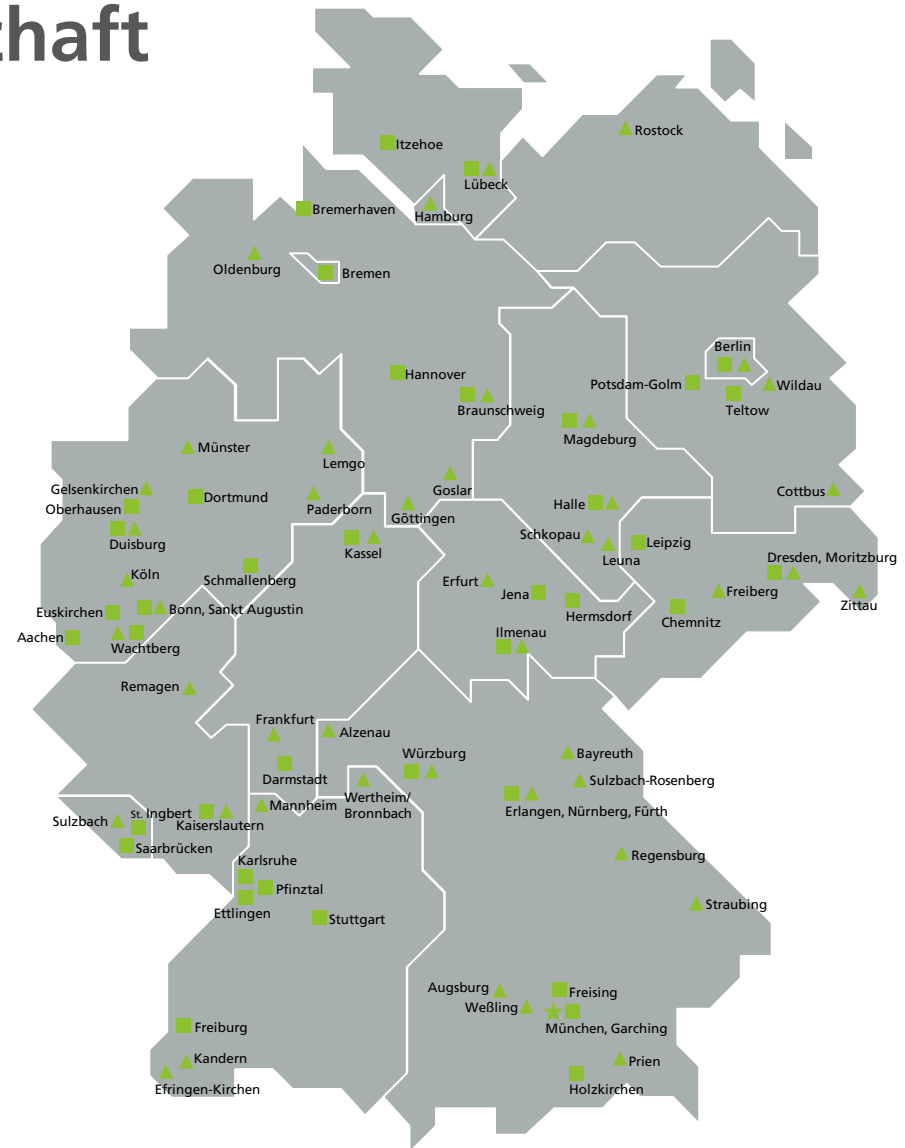 thaft
Rostock
Itzehoe
Lübeck
Bremerhaven
Hamburg
Oldenburg
Bremen
Berlin
Hannover
Potsdam-Golm
Wildau
Braunschweig
Teltow
Magdeburg
Münster
Lemgo
Gelsenkirchen
Goslar
Cottbus
Dortmund
Oberhausen
Paderborn
Halle
Göttingen
Duisburg
Schkopau
Leipzig
Kassel
Leuna
Dresden, Moritzburg
Köln
Schmallenberg
Erfurt
Jena
Freiberg
Zittau
Euskirchen
Bonn, Sankt Augustin
Hermsdorf
Chemnitz
Aachen
Wachtberg
Ilmenau
Remagen
Frankfurt
Alzenau
Würzburg
Bayreuth
Darmstadt
Sulzbach-Rosenberg
Wertheim/
Bronnbach
Mannheim
St. Ingbert
Kaiserslautern
Erlangen, Nürnberg, Fürth
Sulzbach
Saarbrücken
Regensburg
Karlsruhe
Pfinztal
Ettlingen
Straubing
Stuttgart
Augsburg
Freising
Weßling
München, Garching
Freiburg
Kandern
Prien
Efringen-Kirchen
Holzkirchen